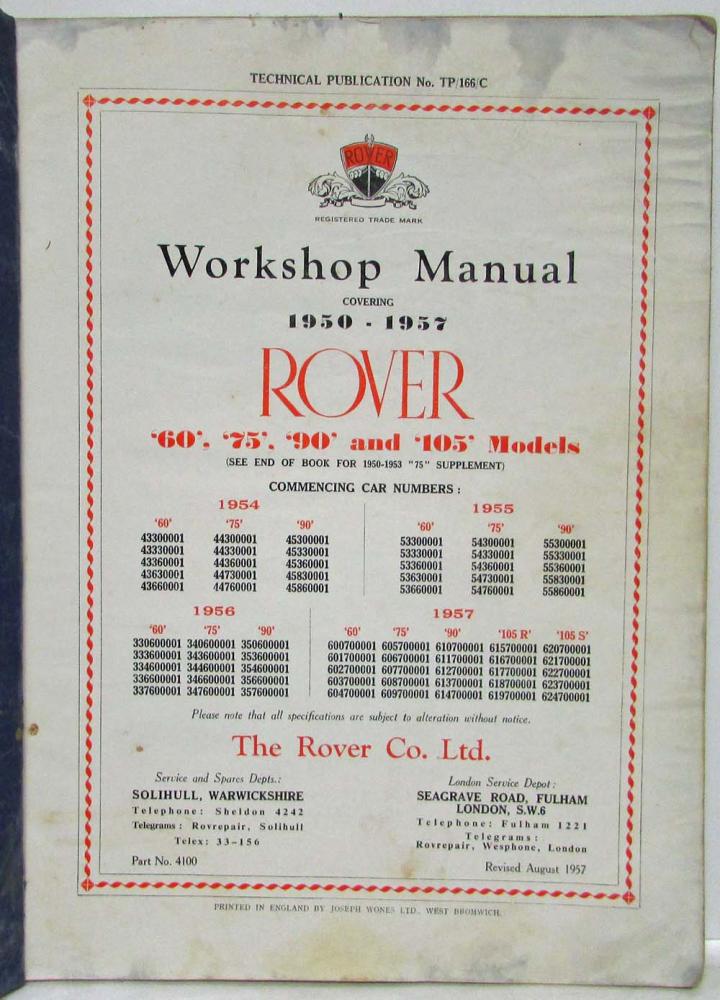 TECHNICAL PUBLICATION No. TP/166/C
ROVER
REGISTERED TRADE MARK
Workshop Manual
COVERING
1950 - 1957
ROVER
'60', '75', '90' and '105' Models
(SEE END OF BOOK FOR 1950-1953 "75" SUPPLEMENT)
COMMENCING CAR NUMBERS :
1954
'60' '75' '90'
43300001 44300001 45300001
43330001 44330001 45330001
43360001 44360001 45360001
43630001 44730001 45830001
43660001 44760001 45860001
1955
'60' '75' '90'
53300001 54300001 55300001
53330001 54330001 55330001
53360001 54360001 55360001
53630001 54730001 55830001
53660001 54760001 55860001
1956
'60' '75' '90'
330600001 340600001 350600001
333600001 343600001 353600001
334600001 344600001 354600001
336600001 346600001 356600001
337600001 347600001 357600001
1957
'60' '75' '90' '105 R' '105 S'
600700001 605700001 610700001 615700001 620700001
601700001 606700001 611700001 616700001 621700001
602700001 607700001 612700001 617700001 622700001
603700001 608700001 613700001 618700001 623700001
604700001 609700001 614700001 619700001 624700001
Please note that all specifications are subject to alteration without notice.
The Rover Co. Ltd.
Service and Spares Depts.:
SOLIHULL, WARWICKSHIRE
Telephone: Sheldon 4242
Telegrams: Rovrepair, Solihull
Telex: 33-156
Part No. 4100
London Service Depot:
SEAGRAVE ROAD, FULHAM
LONDON, S.W.6
Telephone: Fulham 1221
Telegrams:
Rovrepair, Wesphone, London
Revised August 1957
PRINTED IN ENGLAND BY JOSEPH WONES LTD., WEST BROMWICH.